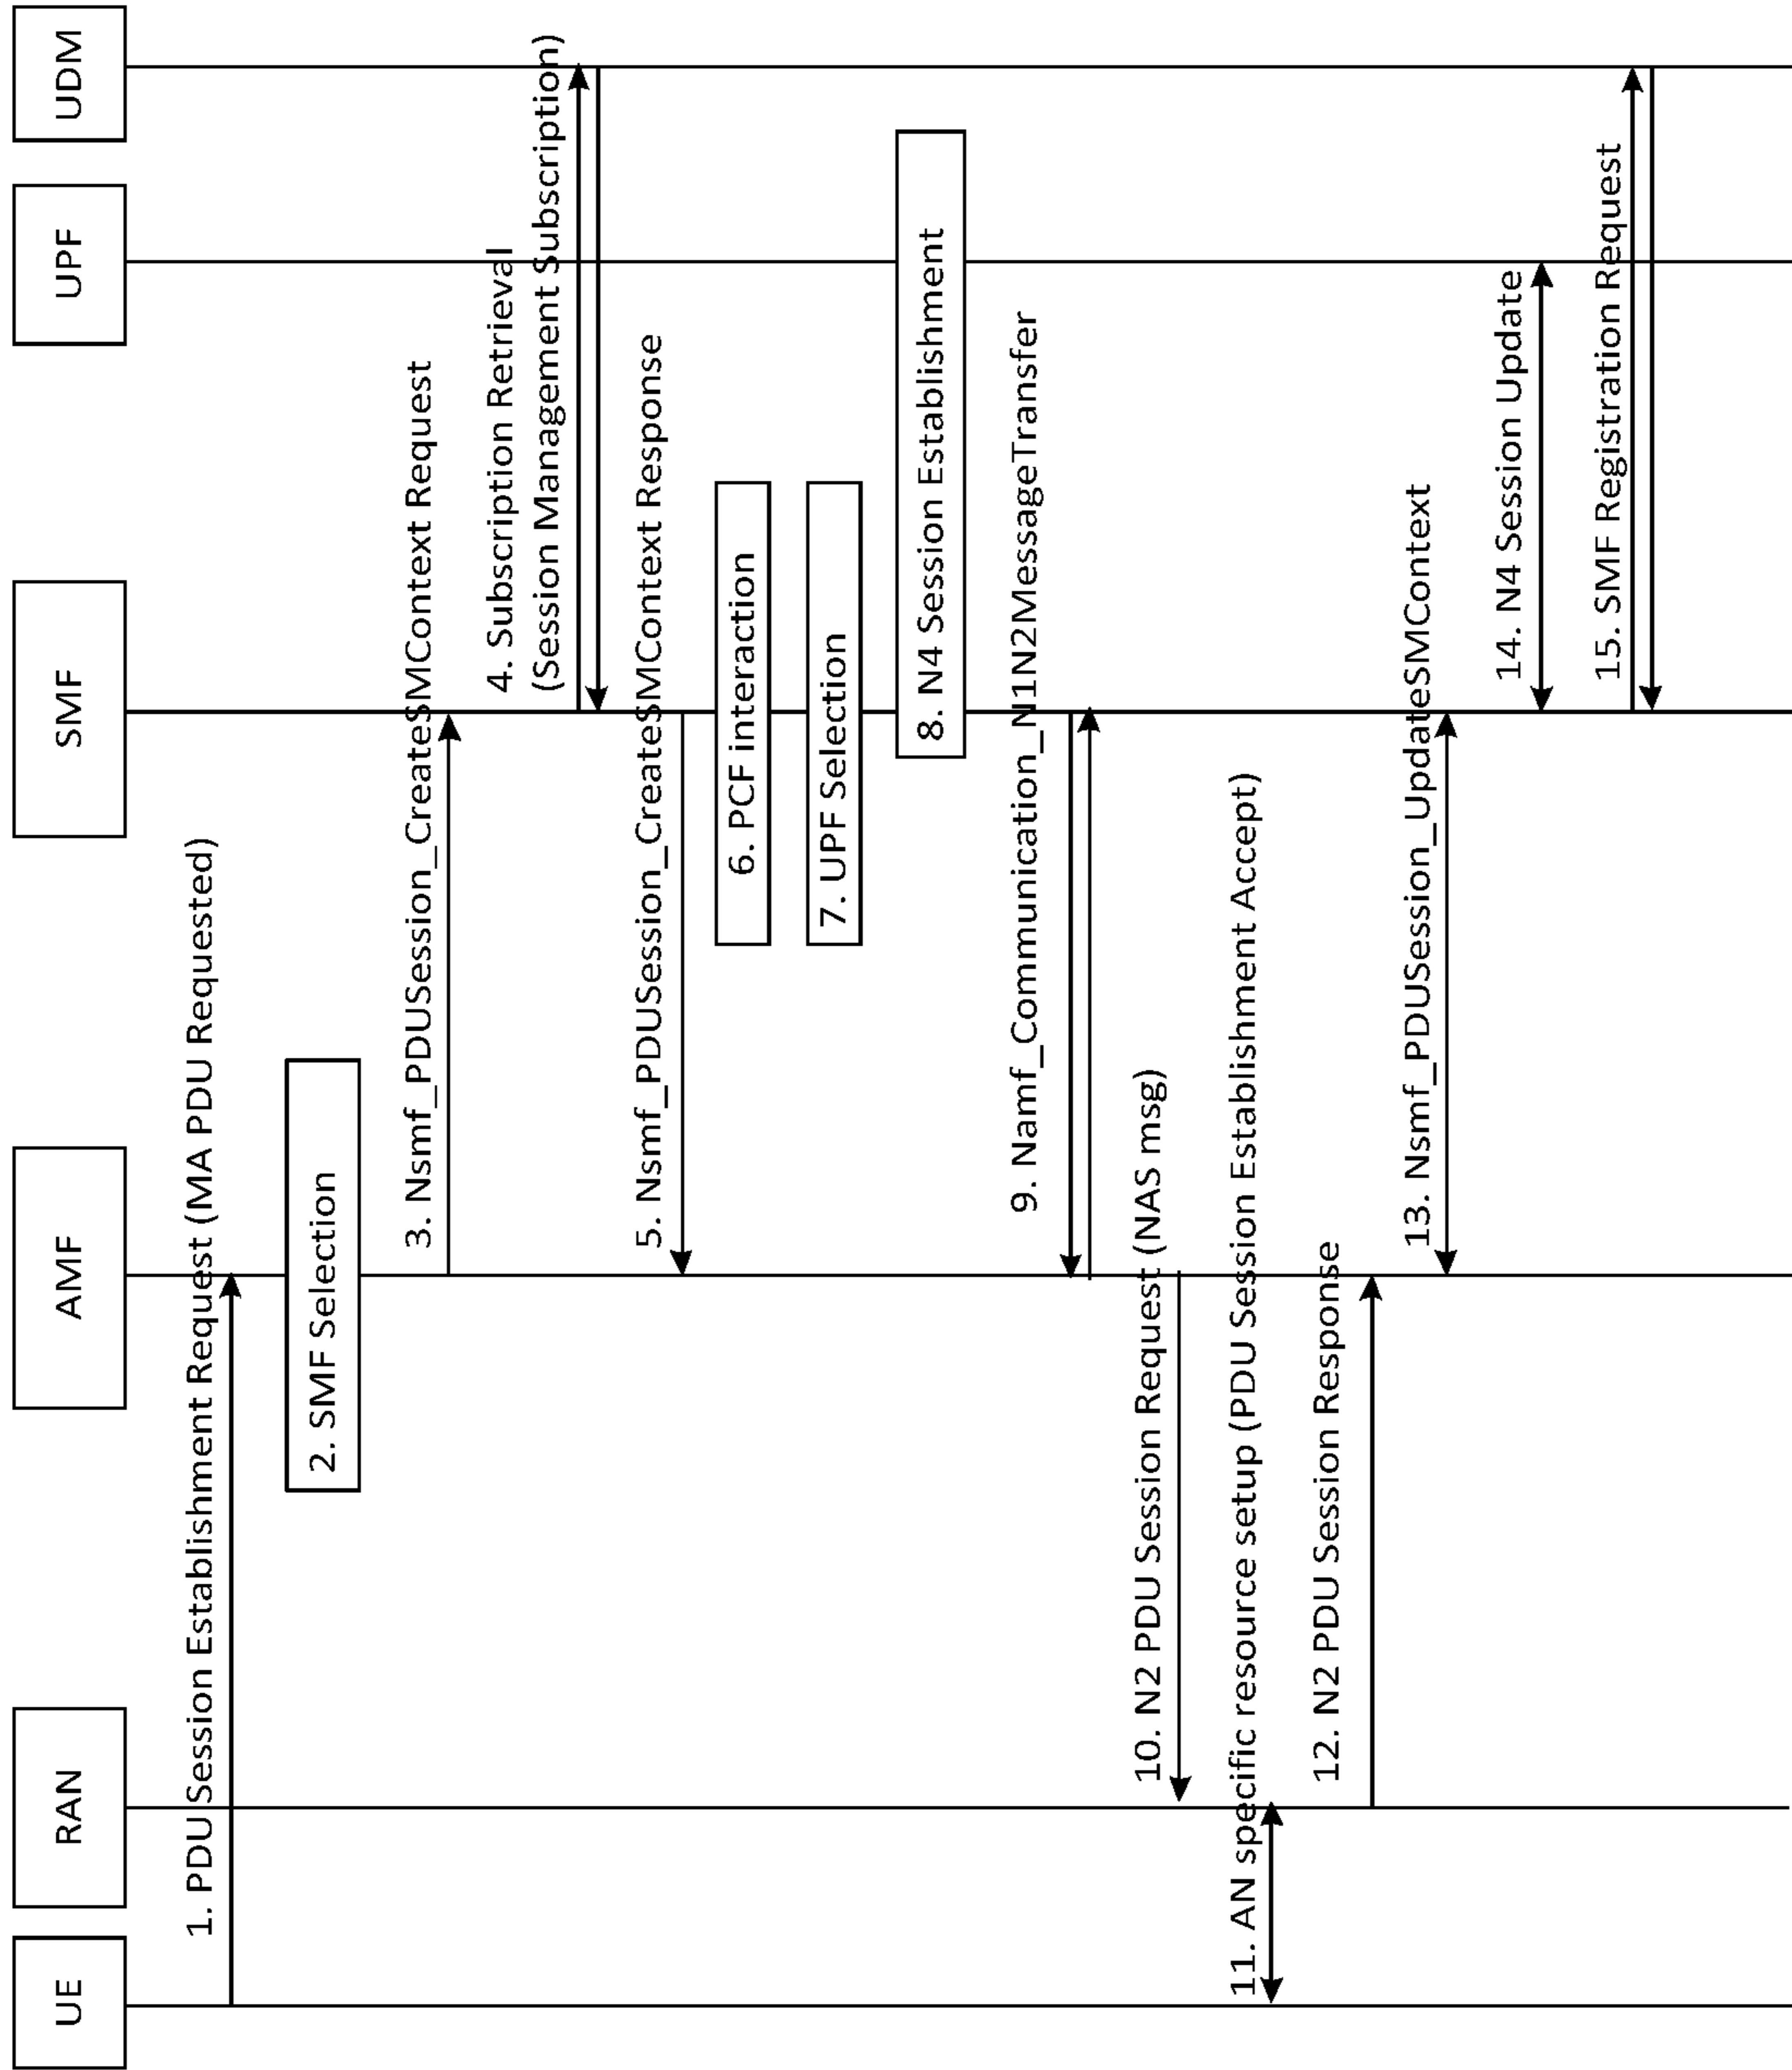 UE
RAN
AMF
SMF
UPF
UDM
1. PDU Session Establishment Request (MA PDU Requested)
2. SMF Selection
3. Nsmf_PDUSession_CreateSMContext Request
4. Subscription Retrieval
(Session Management Subscription)
5. Nsmf_PDUSession_CreateSMContext Response
6. PCF interaction
7. UPF Selection
8. N4 Session Establishment
9. Namf_Communication_N1N2MessageTransfer
10. N2 PDU Session Request (NAS msg)
11. AN specific resource setup (PDU Session Establishment Accept)
12. N2 PDU Session Response
13. Nsmf_PDUSession_UpdateSMContext
14. N4 Session Update
15. SMF Registration Request